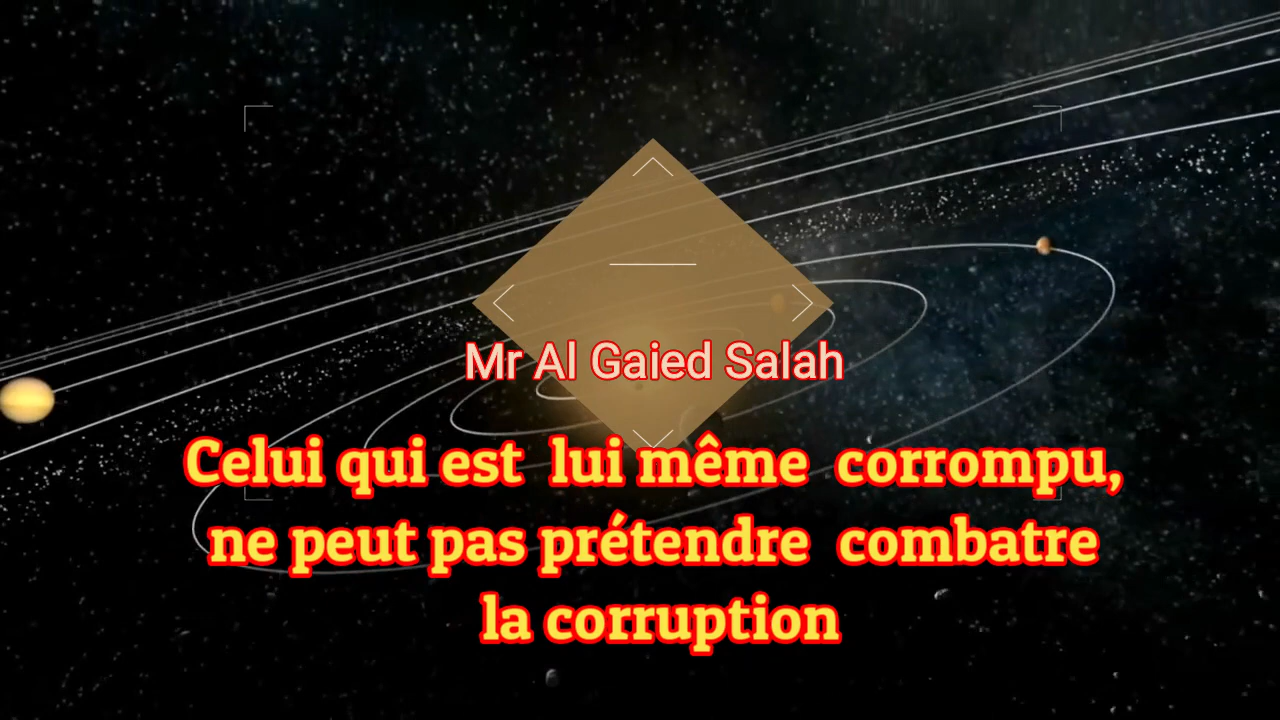 Mr Al Gaied Salah
Celui qui est lui même corrompu,
ne peut pas prétendre combatre
la corruption